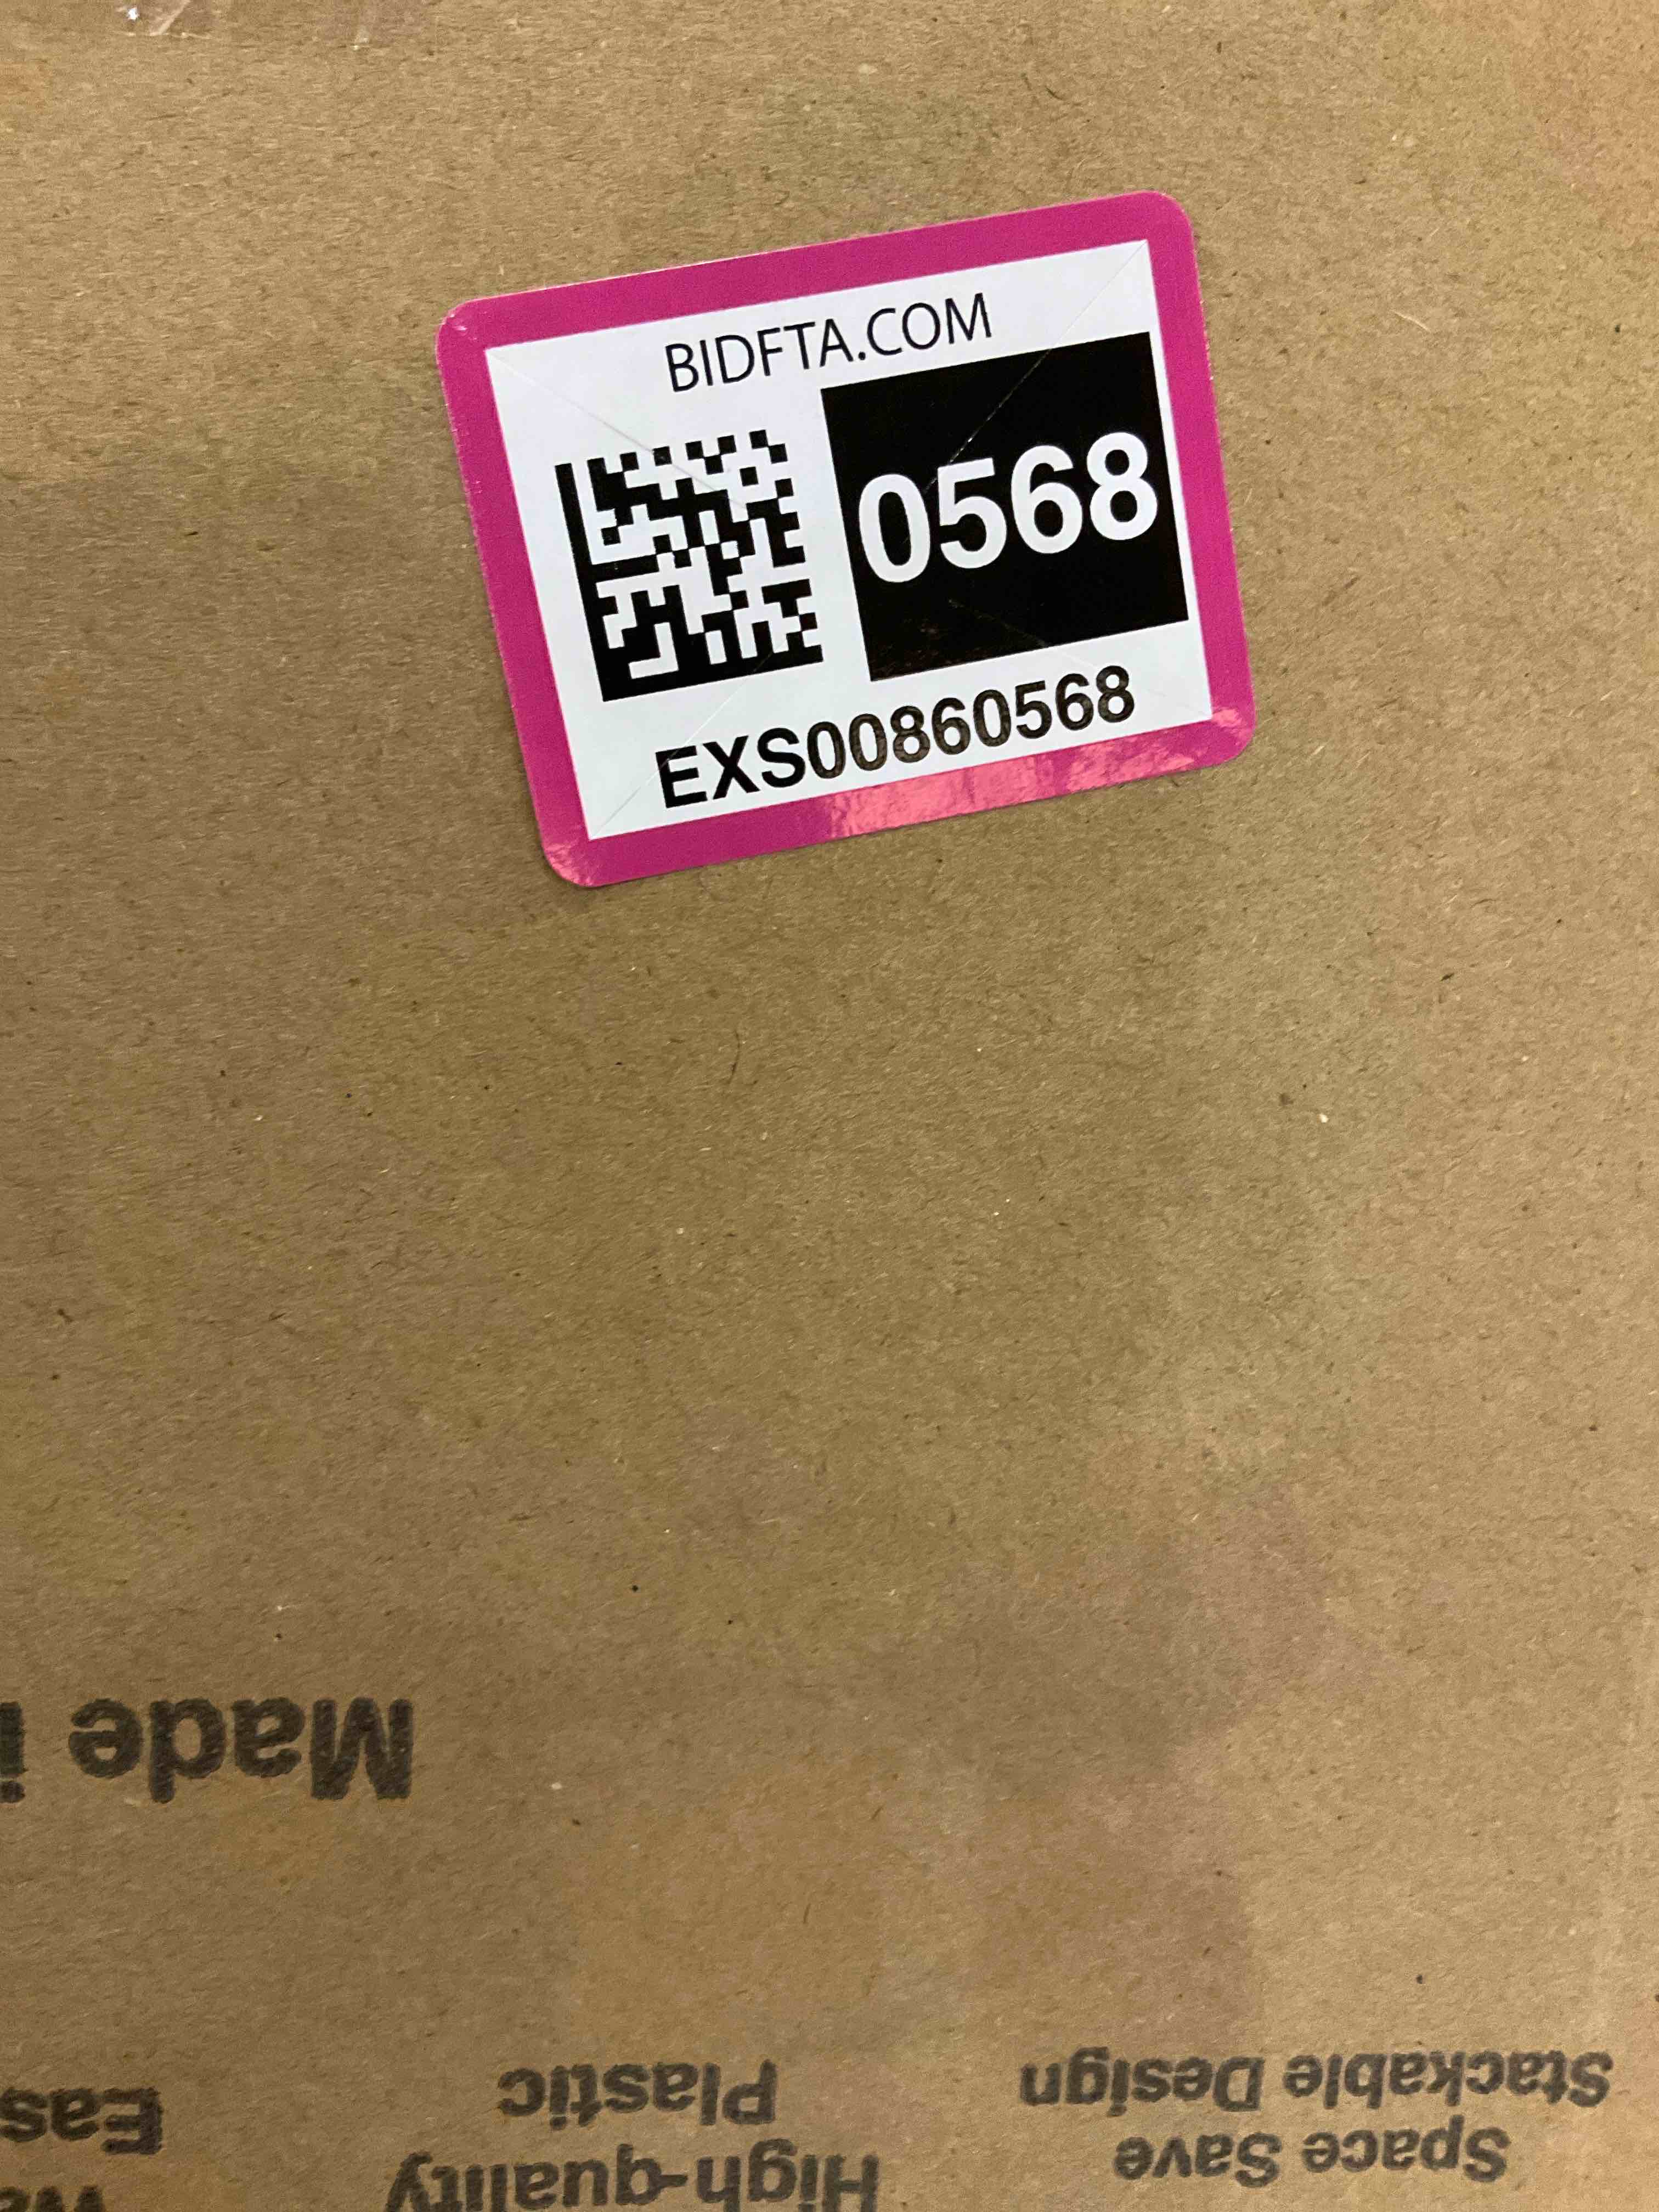 BIDFTA.COM
0568
EXS00860568
Made i
Space Save
Stackable Design
High-quality
Plastic
Eas